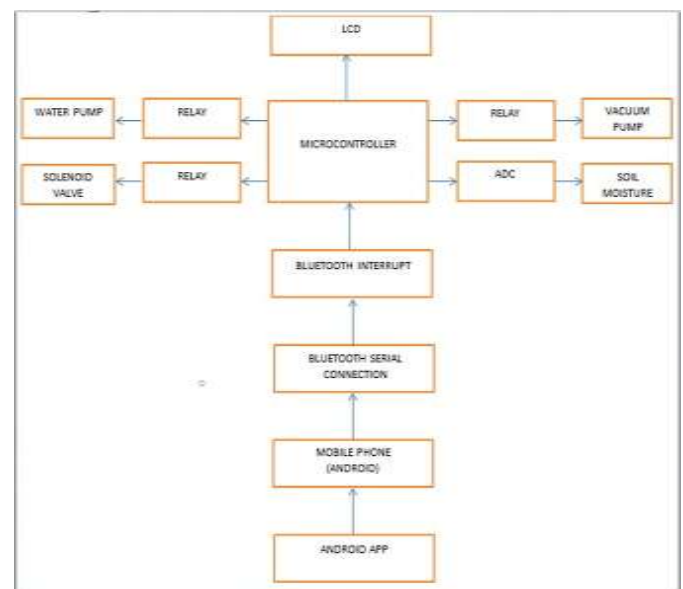 LCD
WATER PUMP
RELAY
MICROCONTROLLER
RELAY
VACUUM
PUMP
SOLENOID
VALVE
RELAY
ADC
SOIL
MOISTURE
BLUETOOTH INTERRUPT
BLUETOOTH SERIAL
CONNECTION
MOBILE PHONE
(ANDROID)
ANDROID APP